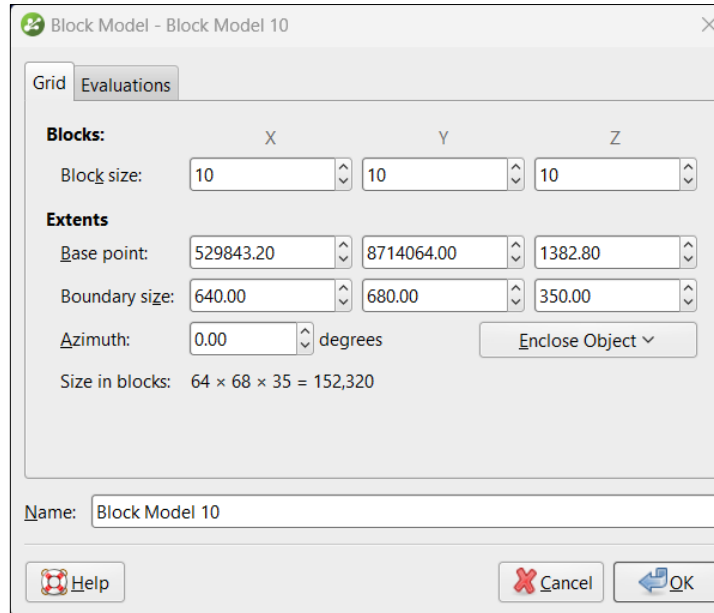 Block Model - Block Model 10
Grid Evaluations
Blocks: X Y Z
Block size: 10 10 10
Extents
Base point: 529843.20 8714064.00 1382.80
Boundary size: 640.00 680.00 350.00
Azimuth: 0.00 degrees Enclose Object
Size in blocks: 64 × 68 × 35 = 152,320
Name: Block Model 10
Help Cancel OK